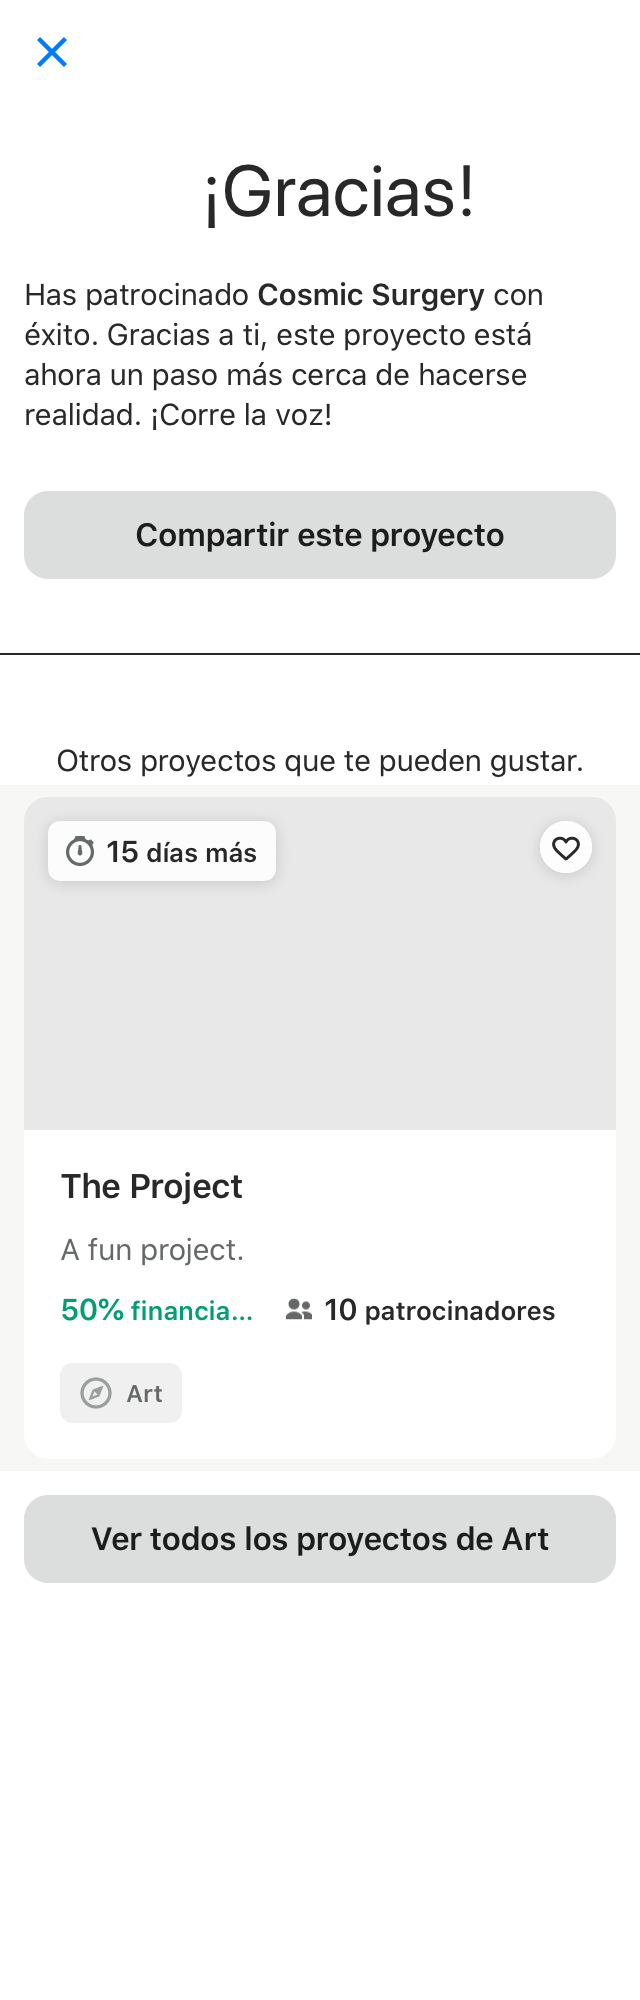 ¡Gracias!
Has patrocinado Cosmic Surgery con
éxito. Gracias a ti, este proyecto está
ahora un paso más cerca de hacerse
realidad. ¡Corre la voz!
Compartir este proyecto
Otros proyectos que te pueden gustar.
15 días más
The Project
A fun project.
50% financia... 10 patrocinadores
Art
Ver todos los proyectos de Art